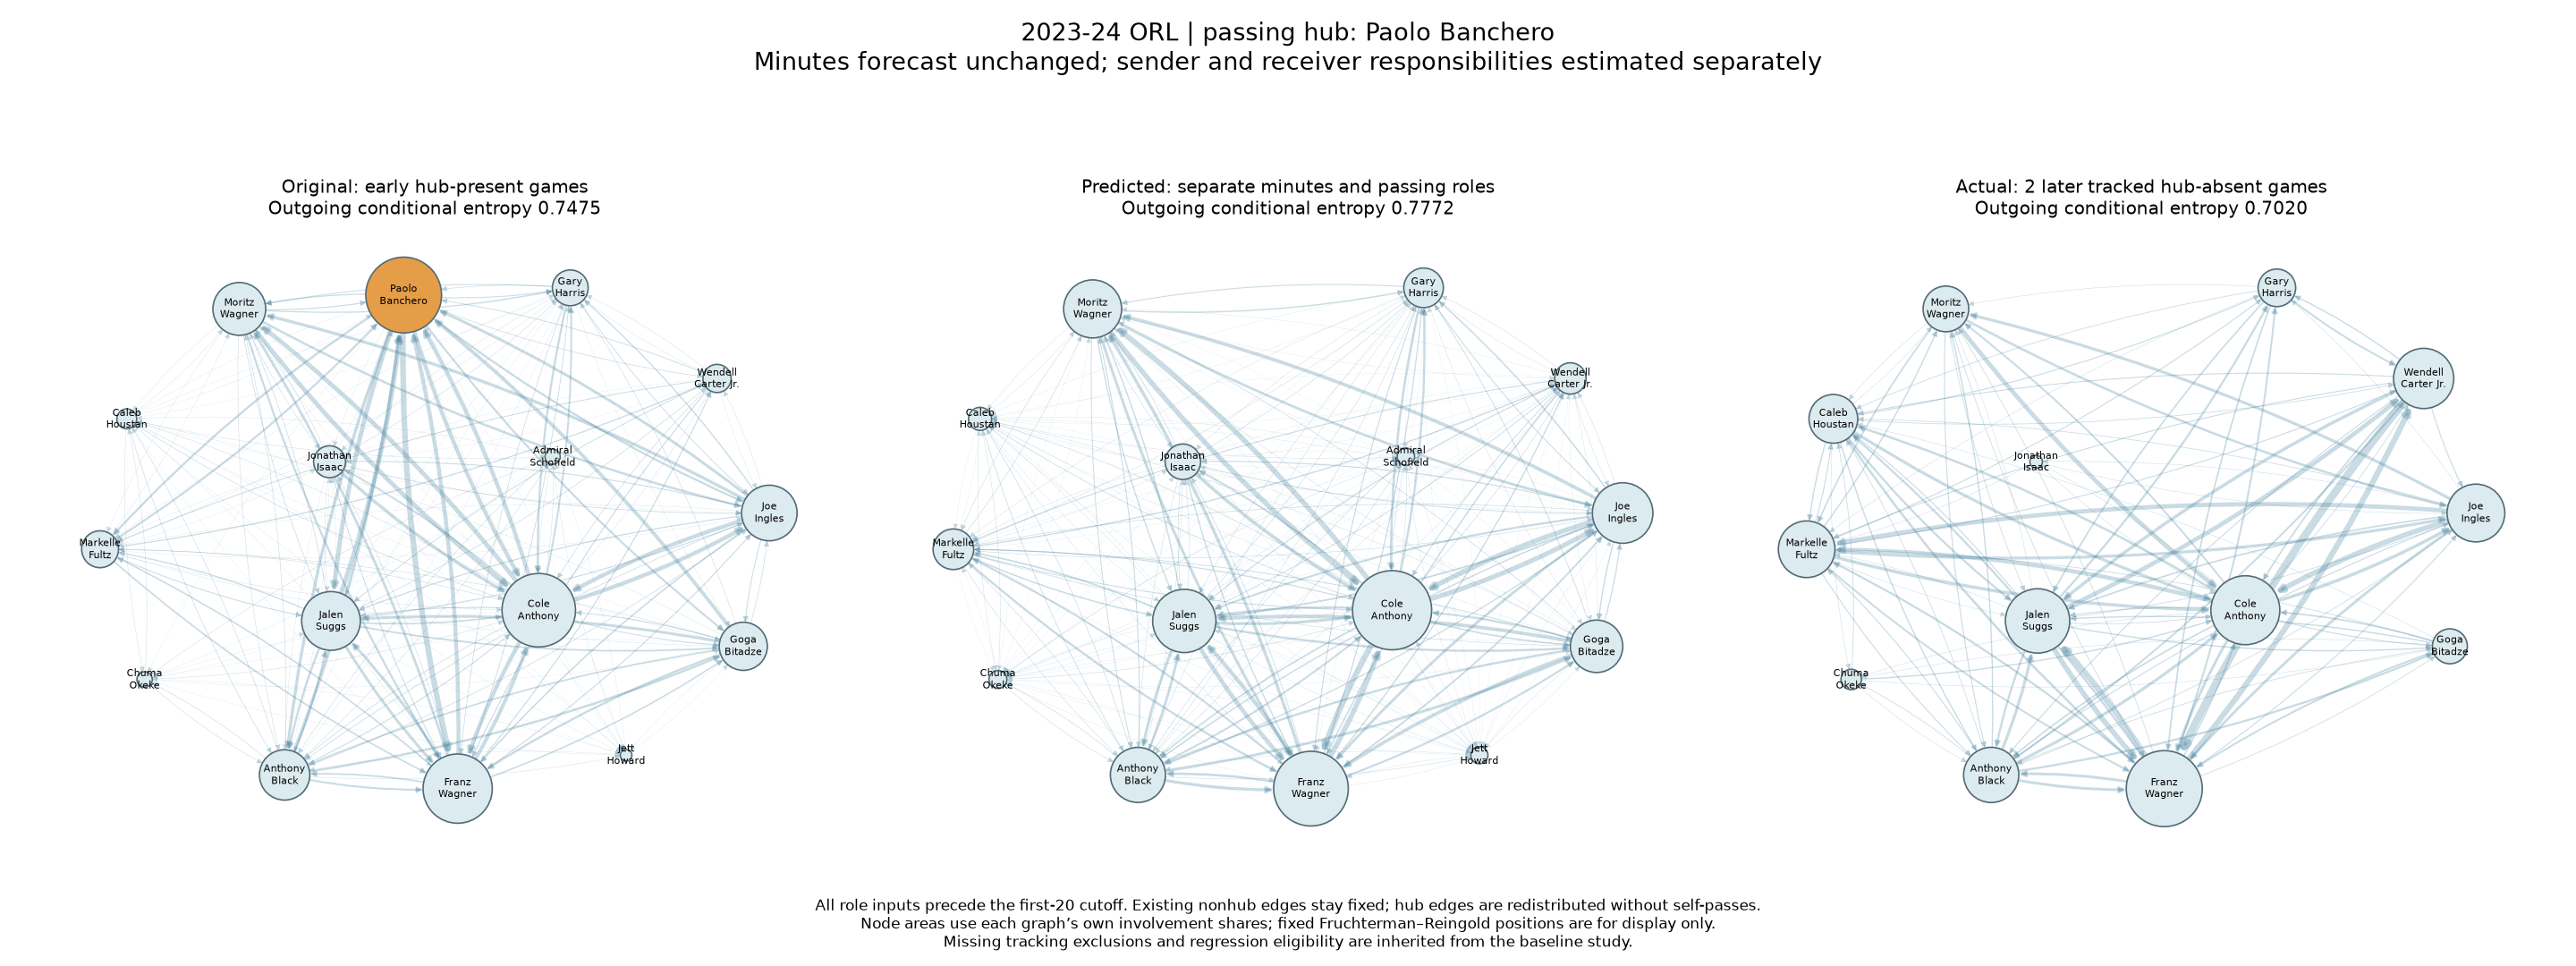 2023-24 ORL | passing hub: Paolo Banchero
Minutes forecast unchanged; sender and receiver responsibilities estimated separately
Original: early hub-present games
Outgoing conditional entropy 0.7475
Moritz
Wagner
Paolo
Banchero
Gary
Harris
Wendell
Carter Jr.
Caleb
Houstan
Jonathan
Isaac
Admiral
Schofield
Joe
Ingles
Markelle
Fultz
Jalen
Suggs
Cole
Anthony
Goga
Bitadze
Chuma
Okeke
Anthony
Black
Franz
Wagner
Jett
Howard
Predicted: separate minutes and passing roles
Outgoing conditional entropy 0.7772
Moritz
Wagner
Gary
Harris
Wendell
Carter Jr.
Caleb
Houstan
Jonathan
Isaac
Admiral
Schofield
Joe
Ingles
Markelle
Fultz
Jalen
Suggs
Cole
Anthony
Goga
Bitadze
Chuma
Okeke
Anthony
Black
Franz
Wagner
Jett
Howard
Actual: 2 later tracked hub-absent games
Outgoing conditional entropy 0.7020
Moritz
Wagner
Gary
Harris
Wendell
Carter Jr.
Caleb
Houstan
Jonathan
Isaac
Joe
Ingles
Markelle
Fultz
Jalen
Suggs
Cole
Anthony
Goga
Bitadze
Chuma
Okeke
Anthony
Black
Franz
Wagner
All role inputs precede the first-20 cutoff. Existing nonhub edges stay fixed; hub edges are redistributed without self-passes.
Node areas use each graph’s own involvement shares; fixed Fruchterman–Reingold positions are for display only.
Missing tracking exclusions and regression eligibility are inherited from the baseline study.